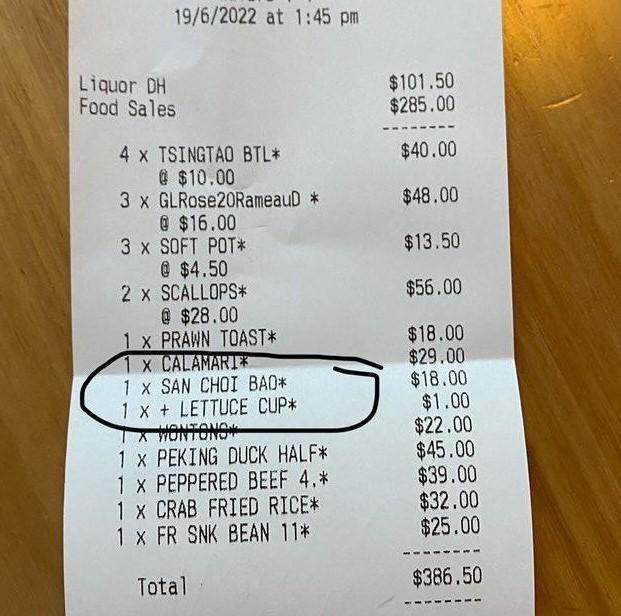 19/6/2022 at 1:45 pm
Liquor DH $101.50
Food Sales $285.00
--------
4 x TSINGTAO BTL* $40.00
@ $10.00
3 x GLRose20RameauD * $48.00
@ $16.00
3 x SOFT POT* $13.50
@ $4.50
2 x SCALLOPS* $56.00
@ $28.00
1 x PRAWN TOAST* $18.00
1 x CALAMARI* $29.00
1 x SAN CHOI BAO* $18.00
1 x + LETTUCE CUP* $1.00
1 x WONTONS* $22.00
1 x PEKING DUCK HALF* $45.00
1 x PEPPERED BEEF 4.* $39.00
1 x CRAB FRIED RICE* $32.00
1 x FR SNK BEAN 11* $25.00
--------
Total $386.50
--------